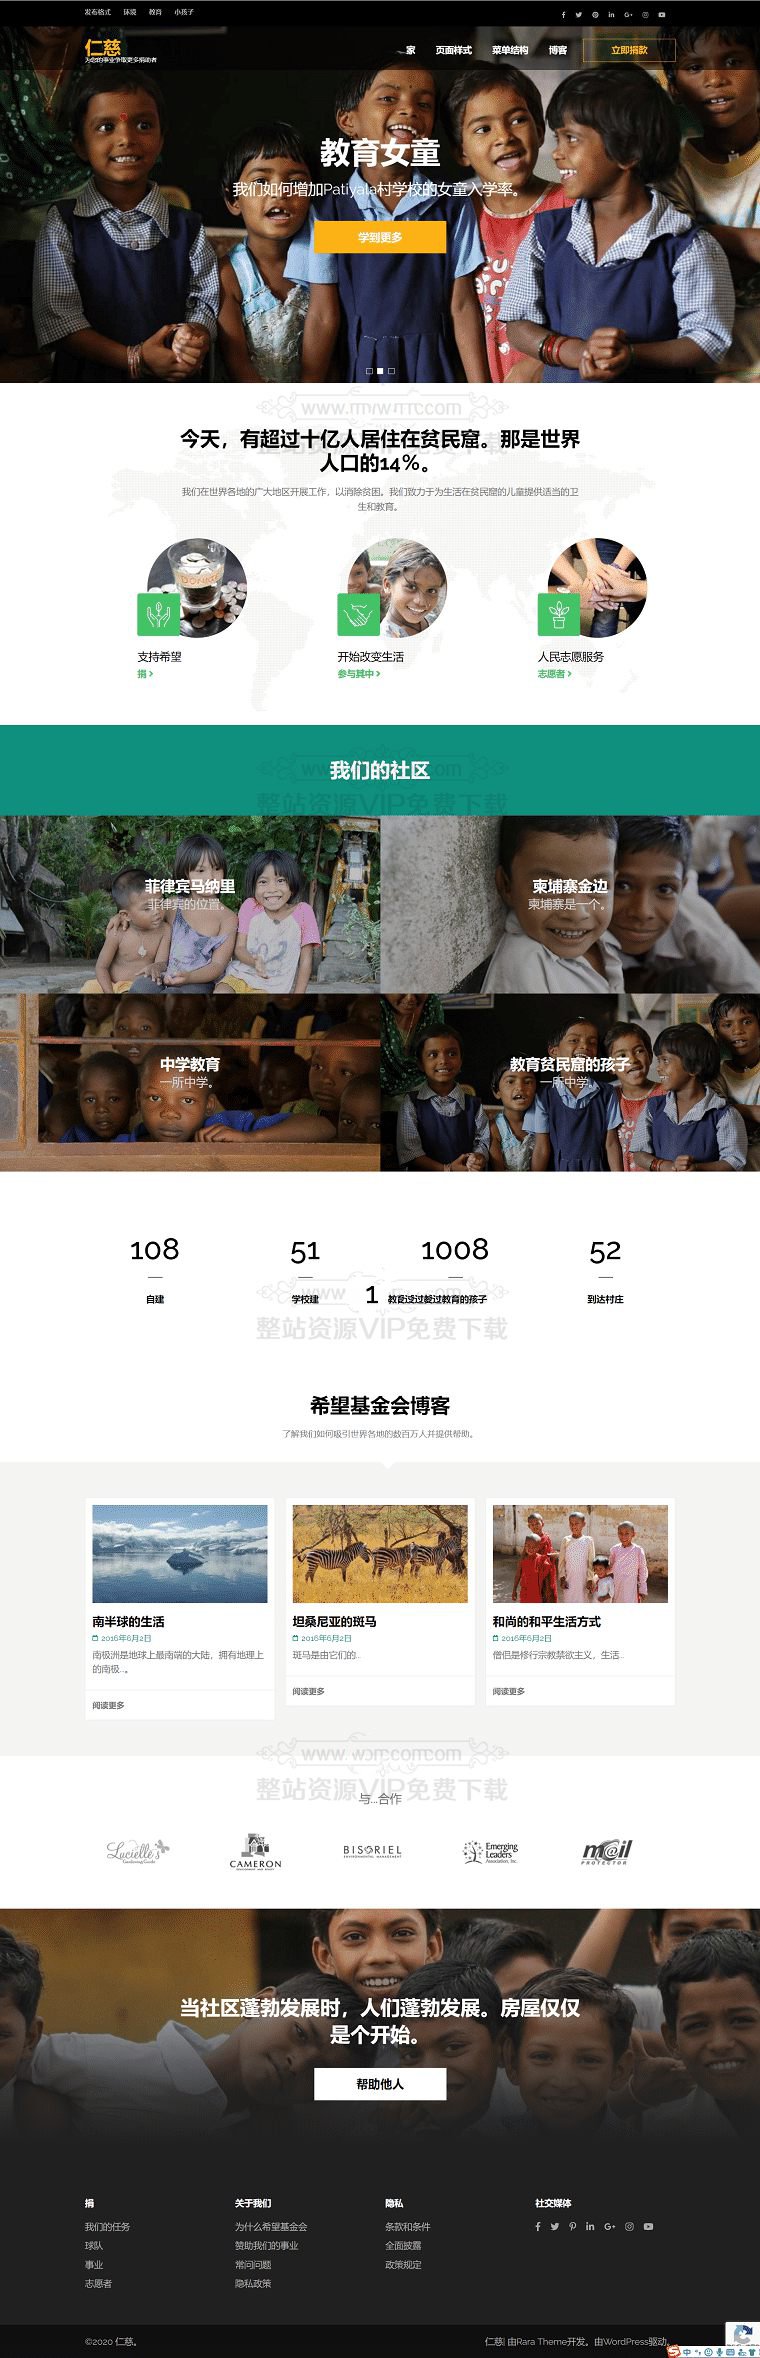 发布格式 环境 教育 小孩子
仁慈
为您的事业争取更多捐助者
家 页面样式 菜单结构 博客 立即捐款
教育女童
我们如何增加Patiyala村学校的女童入学率。
学到更多
今天，有超过十亿人居住在贫民窟。那是世界
人口的14％。
我们在世界各地的广大地区开展工作，以消除贫困。我们致力于为生活在贫民窟的儿童提供适当的卫
生和教育。
DONATE
支持希望
捐
开始改变生活
参与其中
人民志愿服务
志愿者
我们的社区
整站资源VIP免费下载
菲律宾马纳里
菲律宾的位置。
柬埔寨金边
柬埔寨是一个。
中学教育
一所中学。
教育贫民窟的孩子
一所中学。
108 51 1008 52
自建 学校建 1 到达村庄
整站资源VIP免费下载
希望基金会博客
了解我们如何吸引世界各地的数百万人并提供帮助。
南半球的生活
2016年6月2日
南极洲是地球上最南端的大陆，拥有地理上
的南极...。
阅读更多
坦桑尼亚的斑马
2016年6月2日
斑马是由它们的...
阅读更多
和尚的和平生活方式
2016年6月2日
僧侣是修行宗教禁欲主义，生活...
阅读更多
整站资源VIP免费下载
与...合作
Lucielle's
CAMERON
BISORIEL
ENVIRONMENTAL MANAGEMENT
Emerging
Leaders
Association, Inc.
m@il
PROTECTOR
当社区蓬勃发展时，人们蓬勃发展。房屋仅仅
是个开始。
帮助他人
捐
我们的任务
球队
事业
志愿者
关于我们
为什么希望基金会
赞助我们的事业
常问问题
隐私政策
隐私
条款和条件
全面披露
政策规定
社交媒体
©2020 仁慈。
仁慈| 由Rara Theme开发。由WordPress驱动。
中